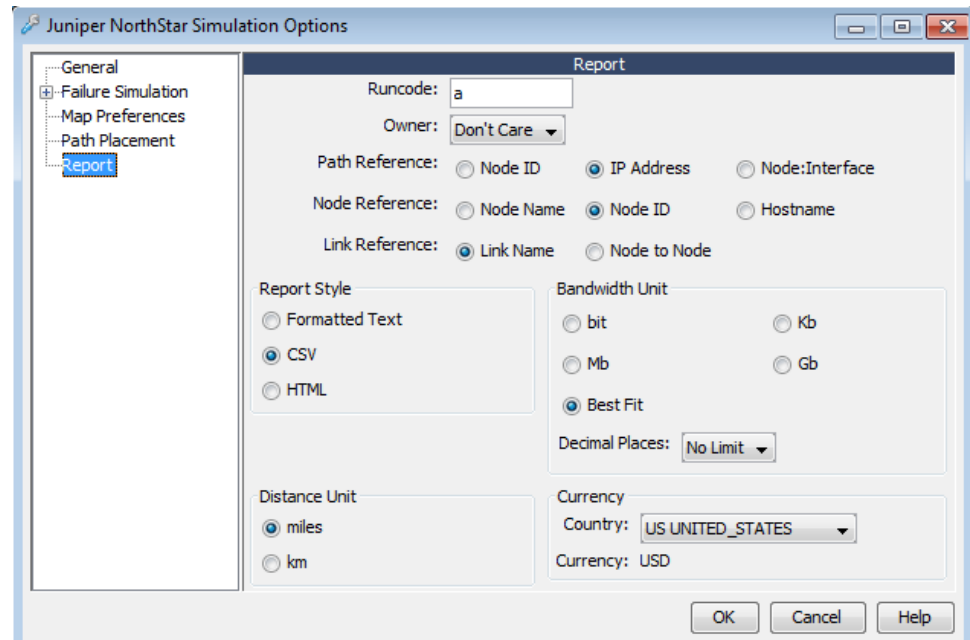 Juniper NorthStar Simulation Options
General
Failure Simulation
Map Preferences
Path Placement
Report
Report
Runcode: a
Owner: Don't Care
Path Reference: Node ID IP Address Node:Interface
Node Reference: Node Name Node ID Hostname
Link Reference: Link Name Node to Node
Report Style
Formatted Text
CSV
HTML
Bandwidth Unit
bit Kb
Mb Gb
Best Fit
Decimal Places: No Limit
Distance Unit
miles
km
Currency
Country: US UNITED_STATES
Currency: USD
OK Cancel Help